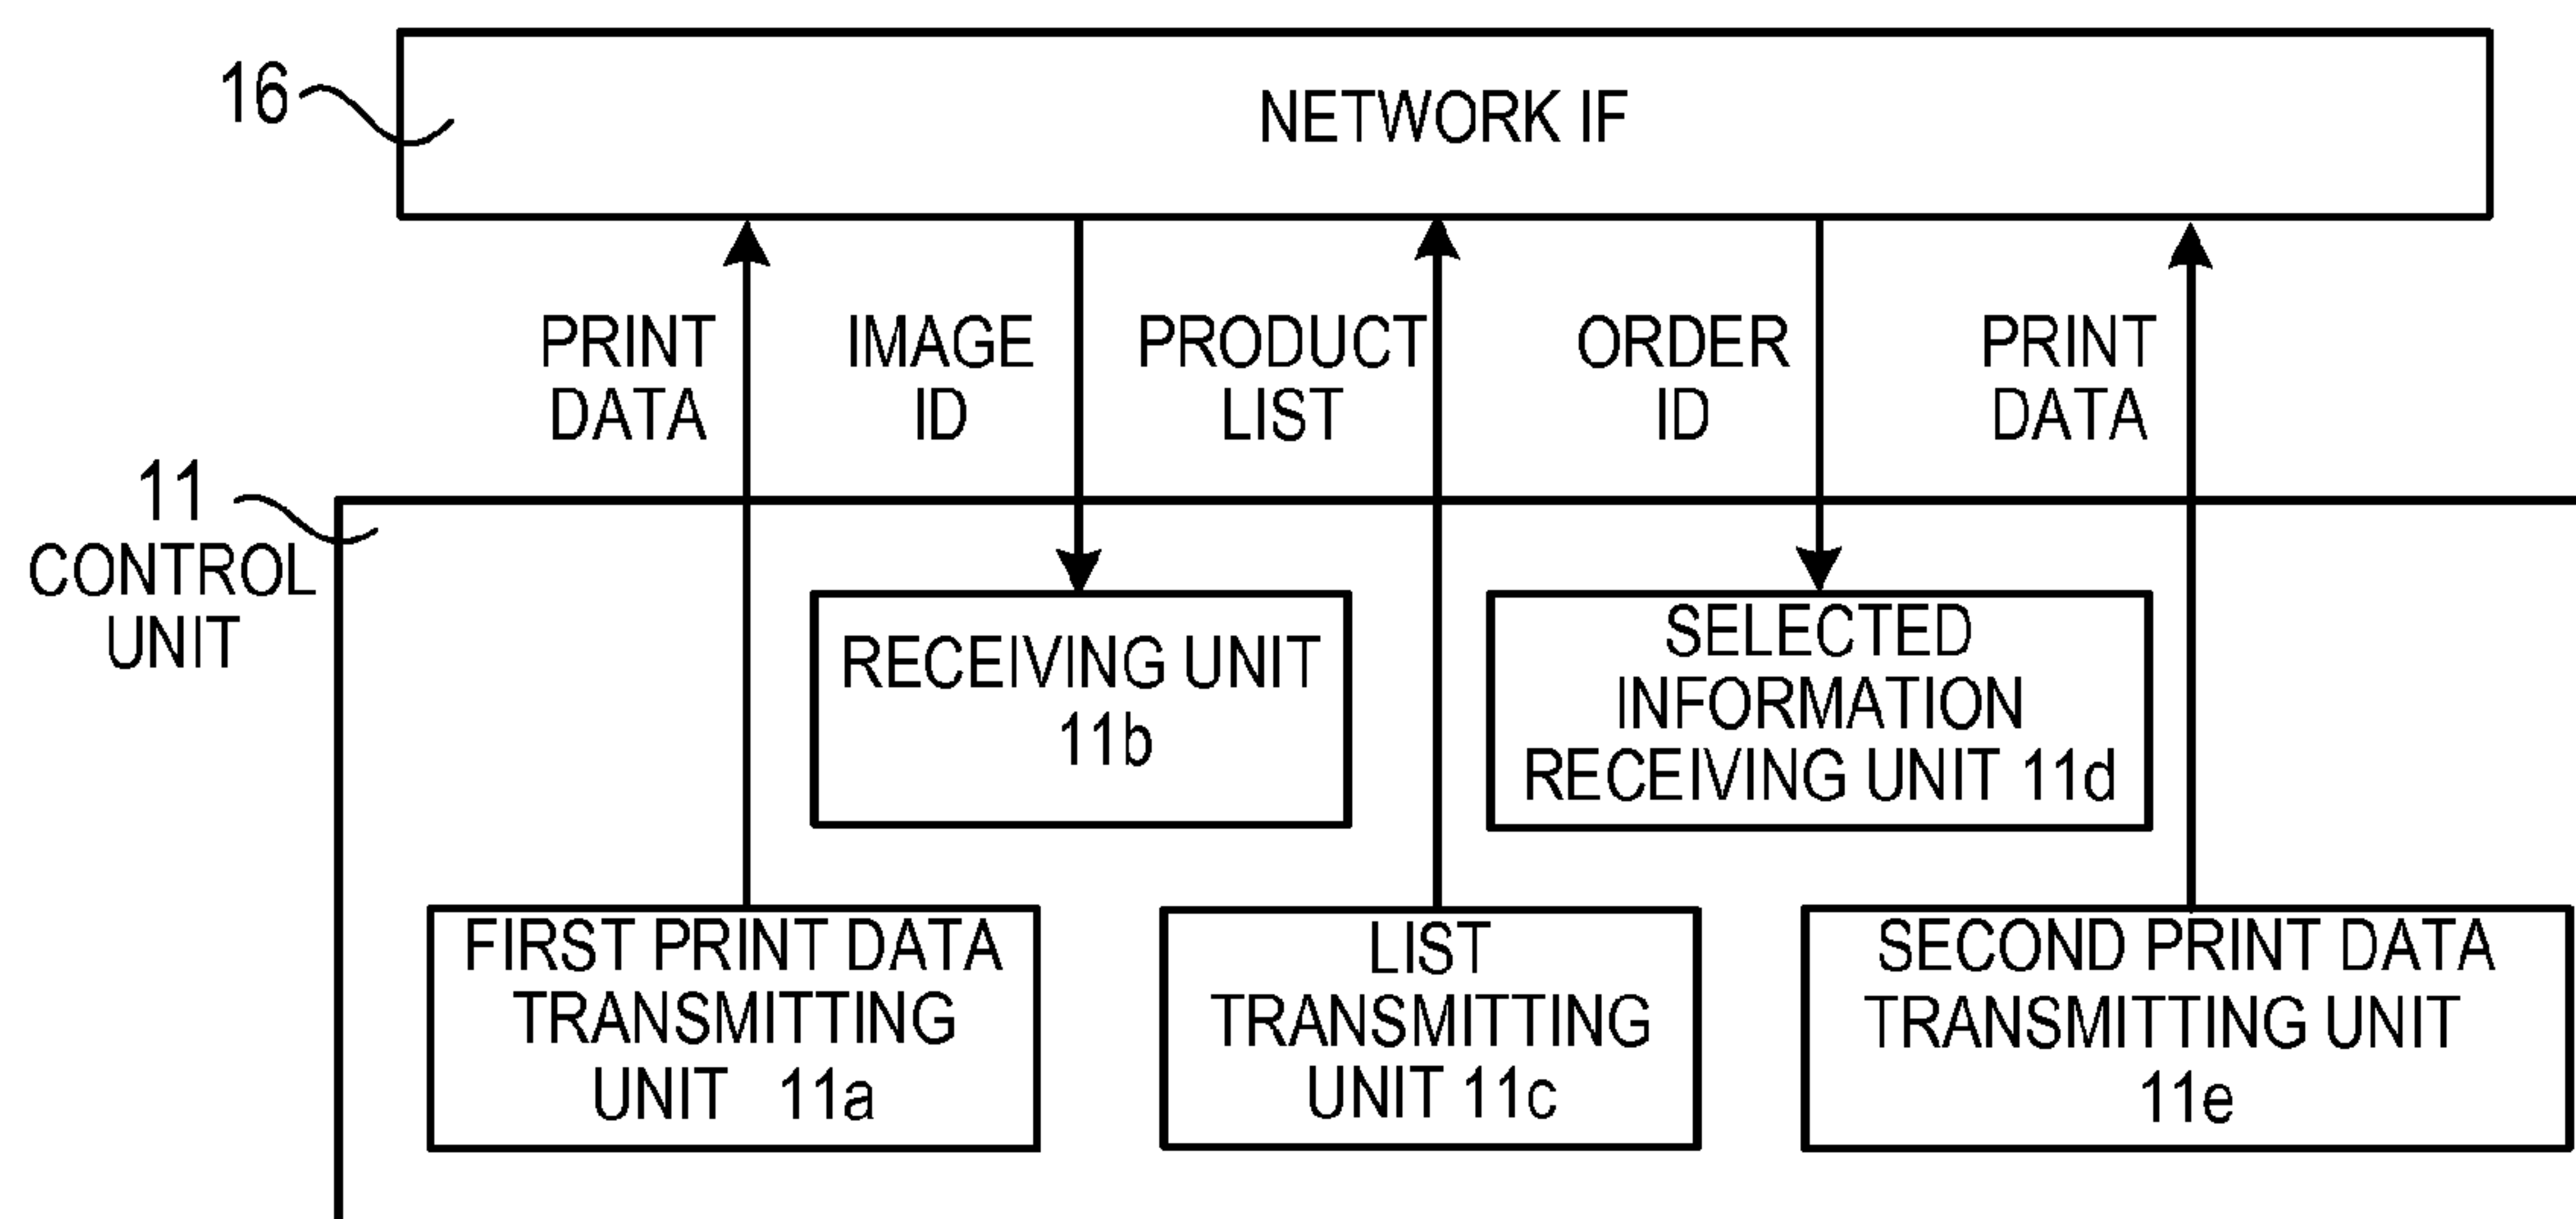 16
NETWORK IF
PRINT
DATA
IMAGE
ID
PRODUCT
LIST
ORDER
ID
PRINT
DATA
11
CONTROL
UNIT
RECEIVING UNIT
11b
SELECTED
INFORMATION
RECEIVING UNIT 11d
FIRST PRINT DATA
TRANSMITTING
UNIT 11a
LIST
TRANSMITTING
UNIT 11c
SECOND PRINT DATA
TRANSMITTING UNIT
11e